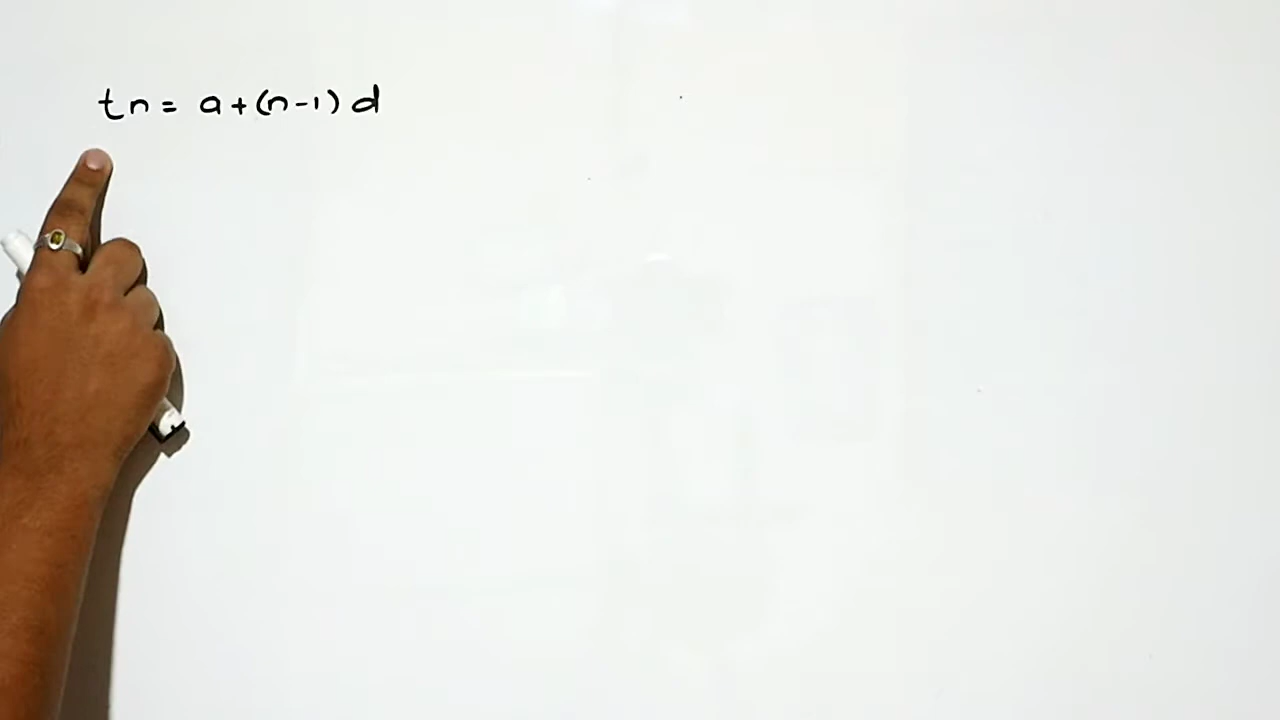 tn = a + (n - 1) d